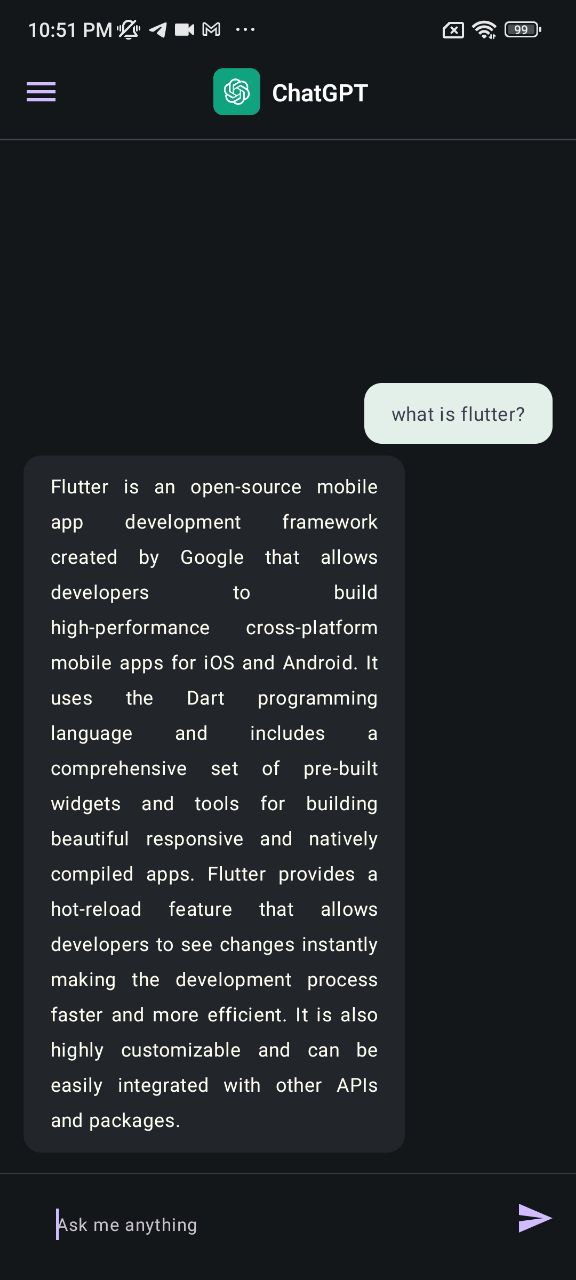 10:51 PM
99
ChatGPT
what is flutter?
Flutter is an open-source mobile
app development framework
created by Google that allows
developers to build
high-performance cross-platform
mobile apps for iOS and Android. It
uses the Dart programming
language and includes a
comprehensive set of pre-built
widgets and tools for building
beautiful responsive and natively
compiled apps. Flutter provides a
hot-reload feature that allows
developers to see changes instantly
making the development process
faster and more efficient. It is also
highly customizable and can be
easily integrated with other APIs
and packages.
Ask me anything